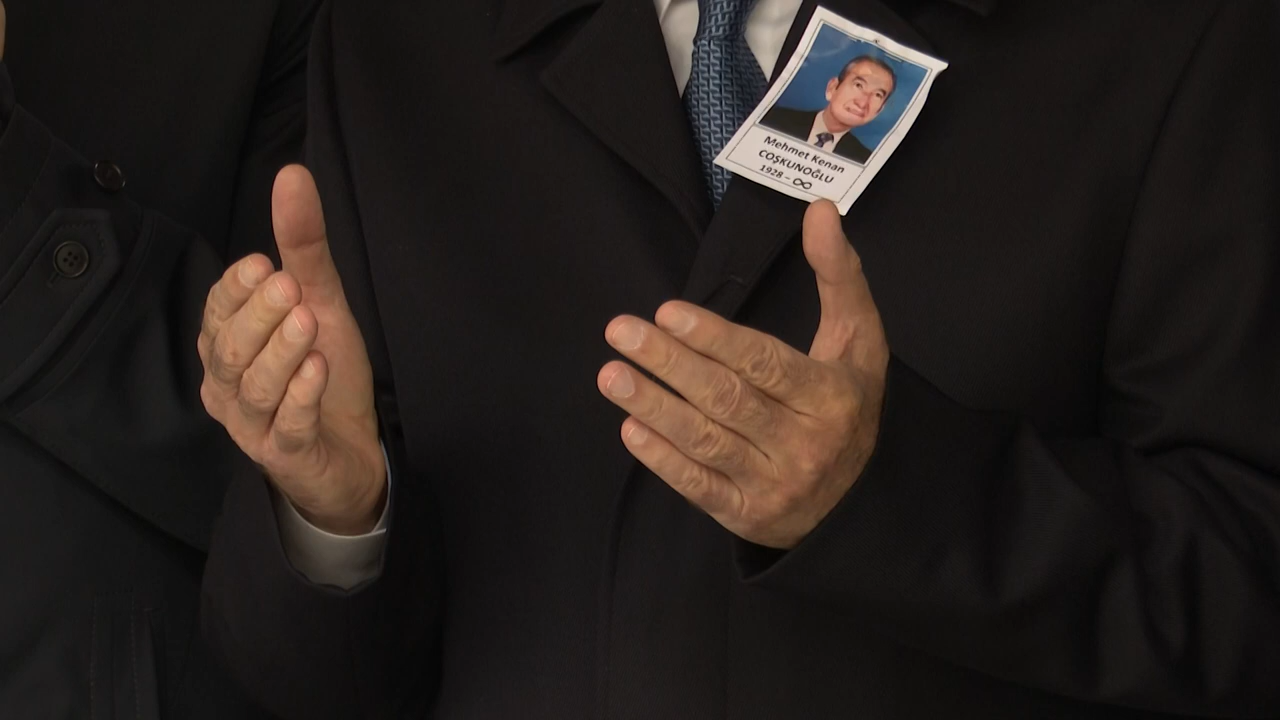 Mehmet Kenan
COŞKUNOĞLU
1928 - ∞